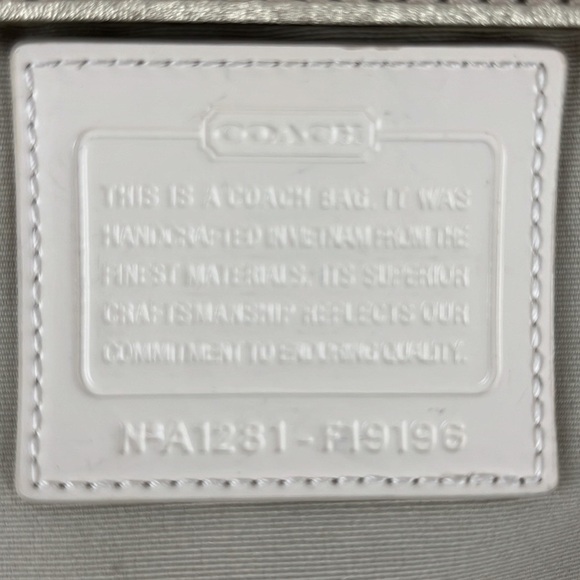 COACH
THIS IS A COACH BAG. IT WAS
HANDCRAFTED IN VIETNAM FROM THE
FINEST MATERIALS. ITS SUPERIOR
CRAFTSMANSHIP REFLECTS OUR
COMMITMENT TO ENDURING QUALITY.
A1281-F19196